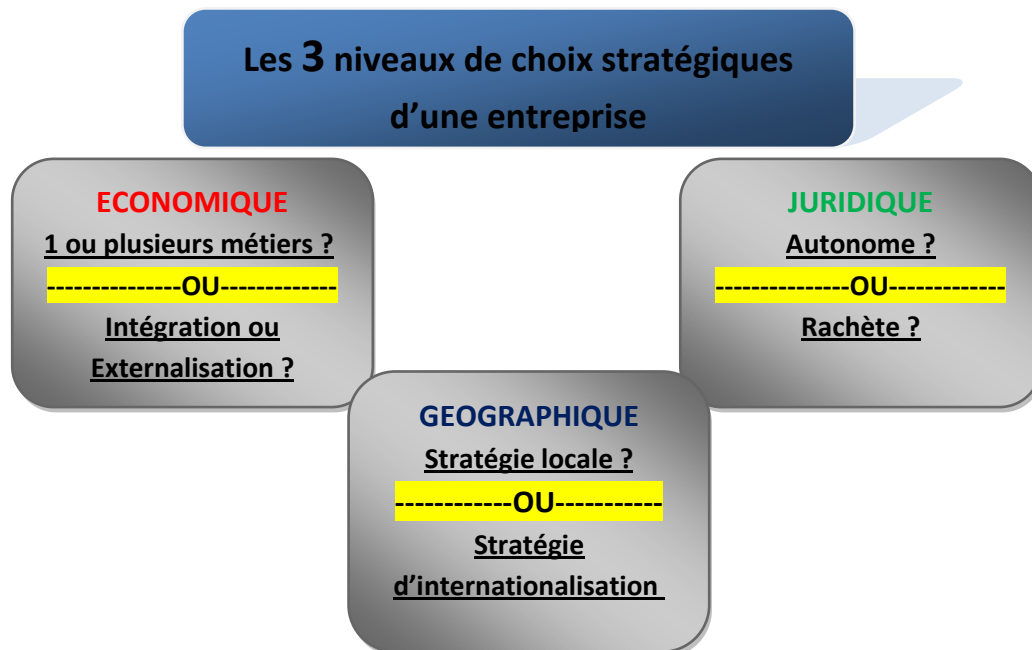 Les 3 niveaux de choix stratégiques
d’une entreprise
ECONOMIQUE
1 ou plusieurs métiers ?
---------------OU-------------
Intégration ou
Externalisation ?
JURIDIQUE
Autonome ?
---------------OU-------------
Rachète ?
GEOGRAPHIQUE
Stratégie locale ?
------------OU-----------
Stratégie
d’internationalisation